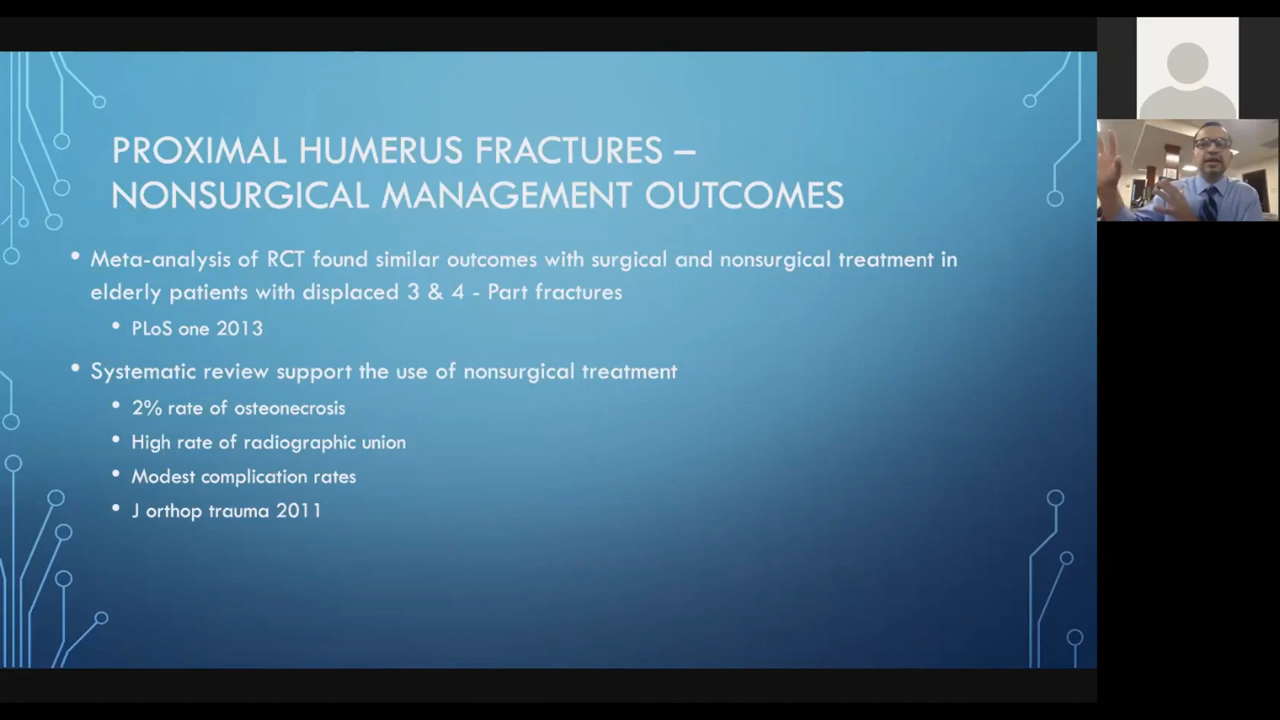 PROXIMAL HUMERUS FRACTURES –
NONSURGICAL MANAGEMENT OUTCOMES
• Meta-analysis of RCT found similar outcomes with surgical and nonsurgical treatment in
elderly patients with displaced 3 & 4 - Part fractures
• PLoS one 2013
• Systematic review support the use of nonsurgical treatment
• 2% rate of osteonecrosis
• High rate of radiographic union
• Modest complication rates
• J orthop trauma 2011